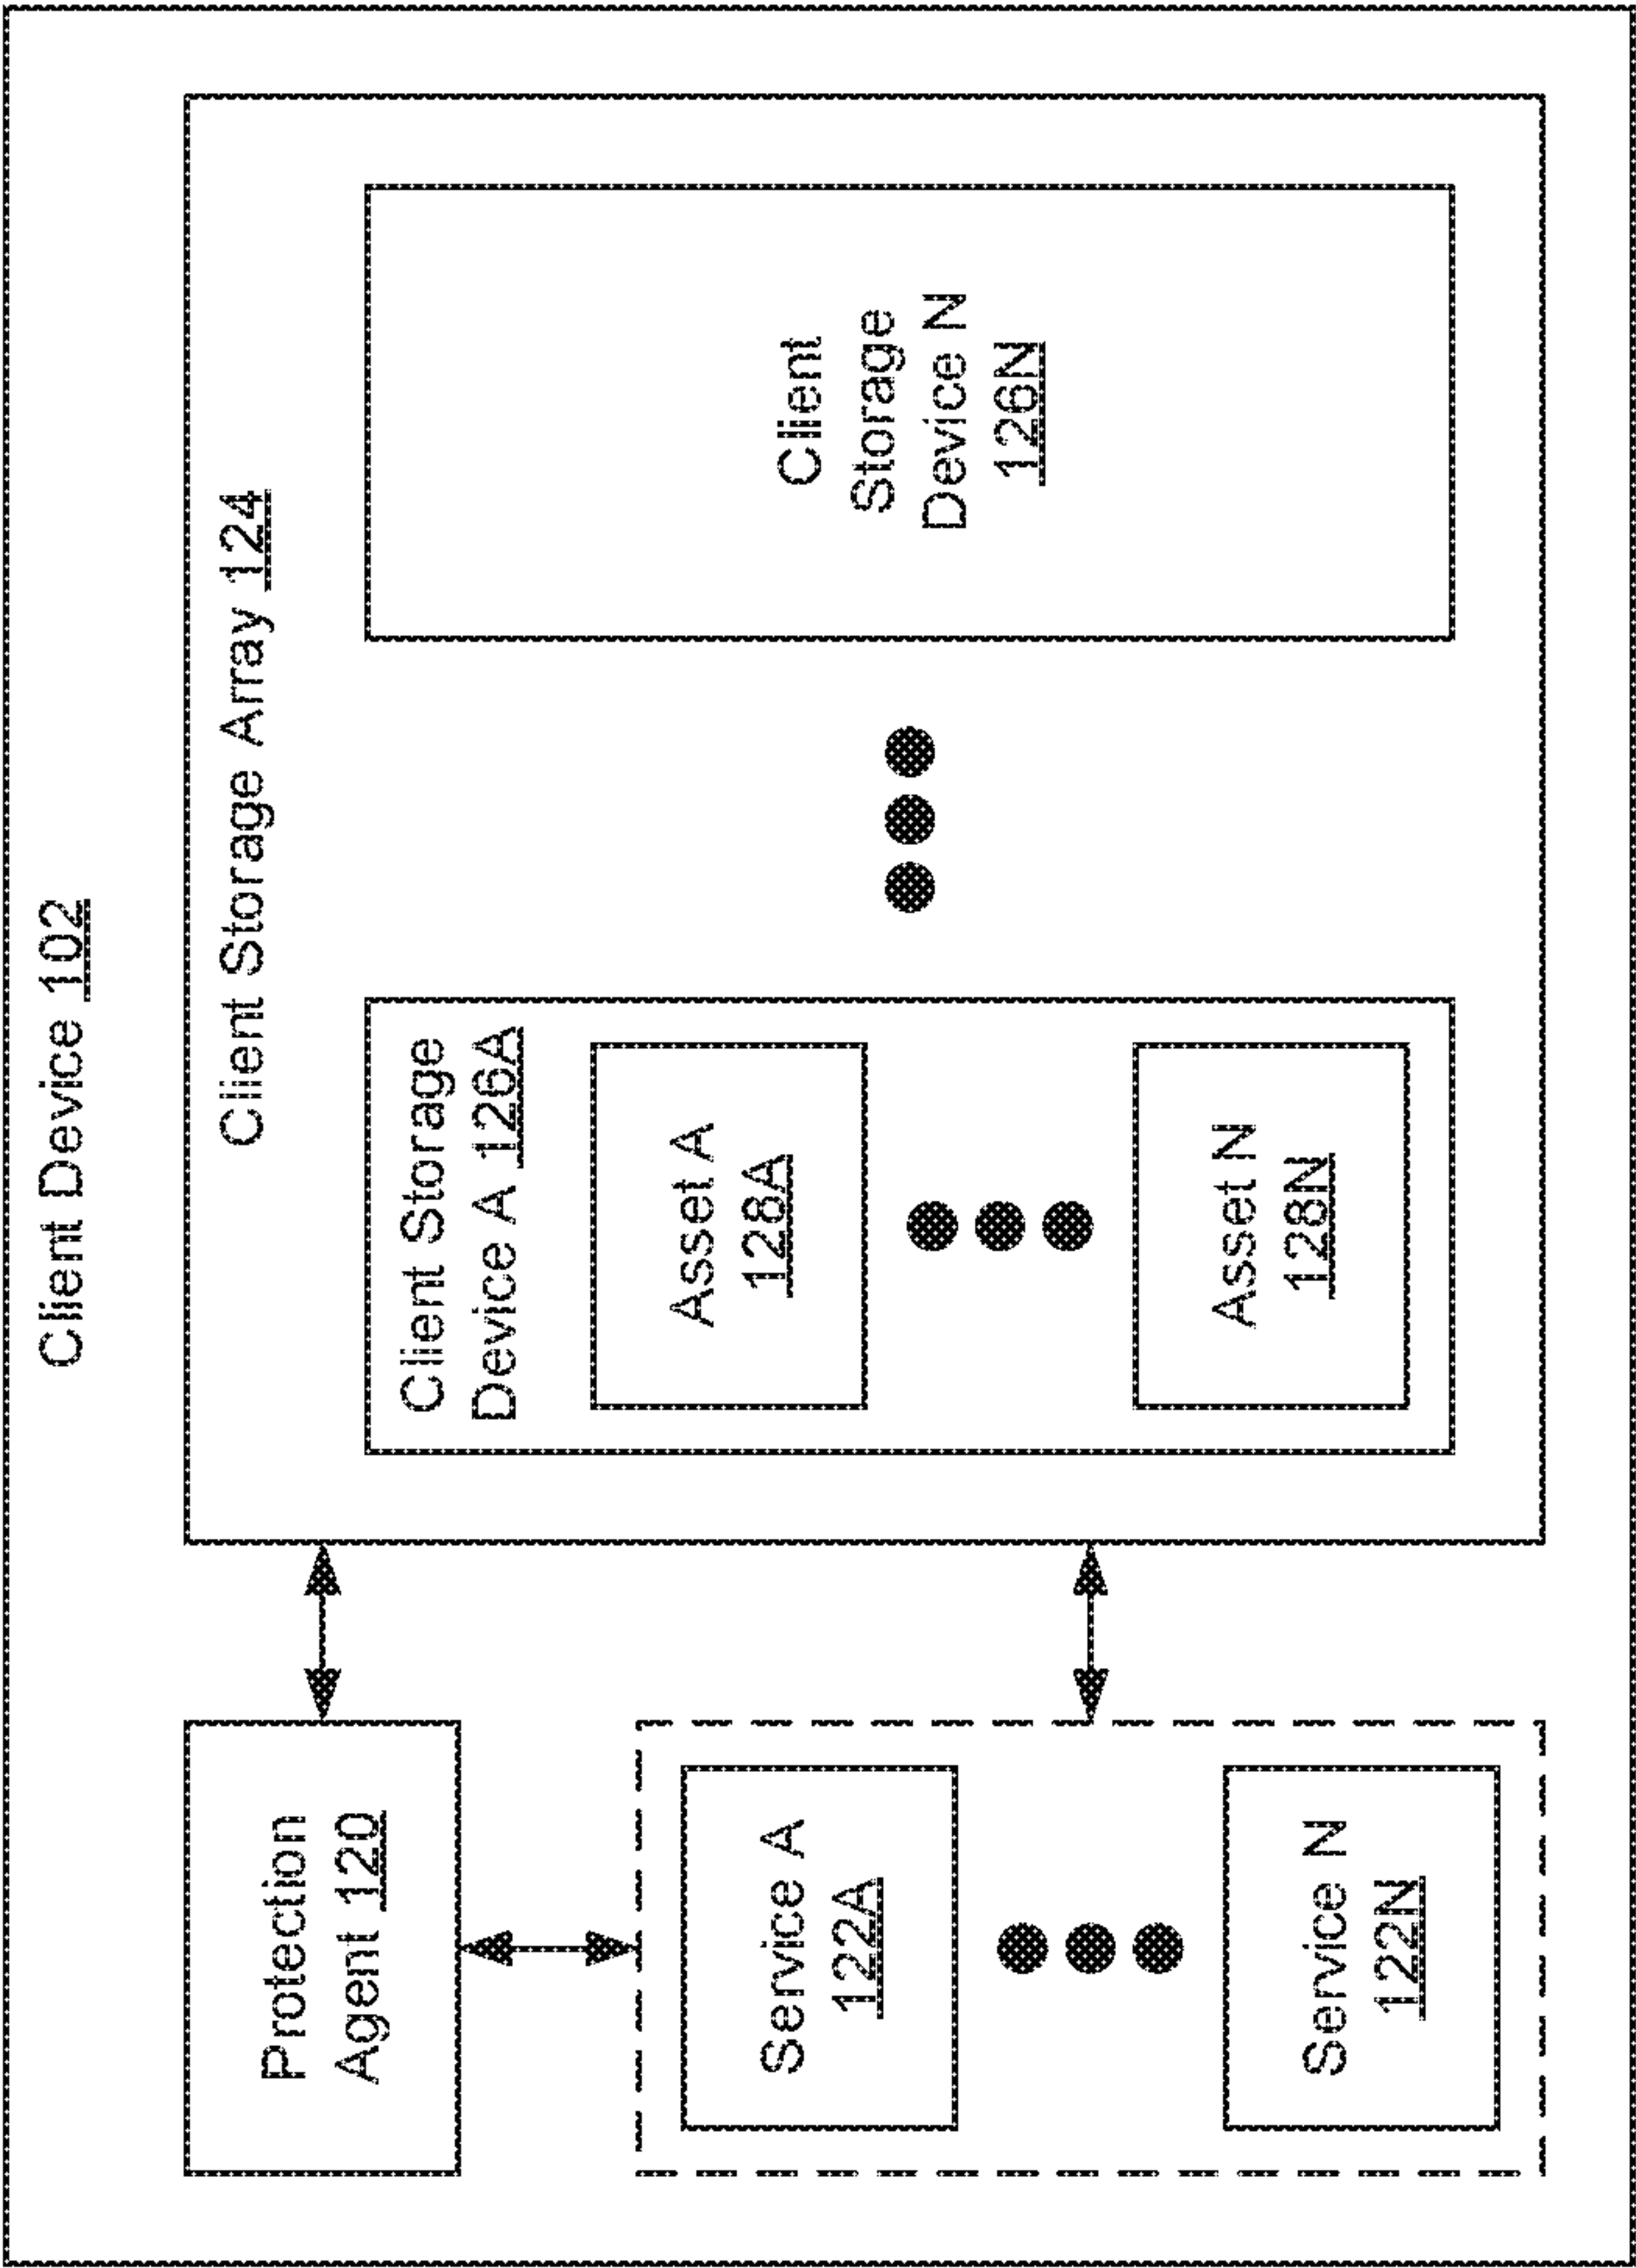 Client Device 102
Protection
Agent 120
Service A
122A
Service N
122N
Client Storage Array 124
Client Storage
Device A 126A
Asset A
128A
Asset N
128N
Client
Storage
Device N
126N